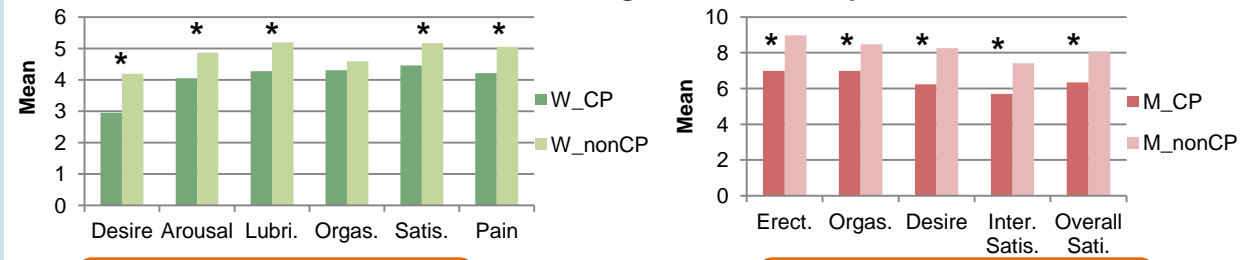 6
5
4
3
2
1
0
Mean
*
*
*
*
*
Desire Arousal Lubri. Orgas. Satis. Pain
W_CP
W_nonCP
10
8
6
4
2
0
Mean
*
*
*
*
*
Erect. Orgas. Desire Inter. Overall
Satis. Sati.
M_CP
M_nonCP